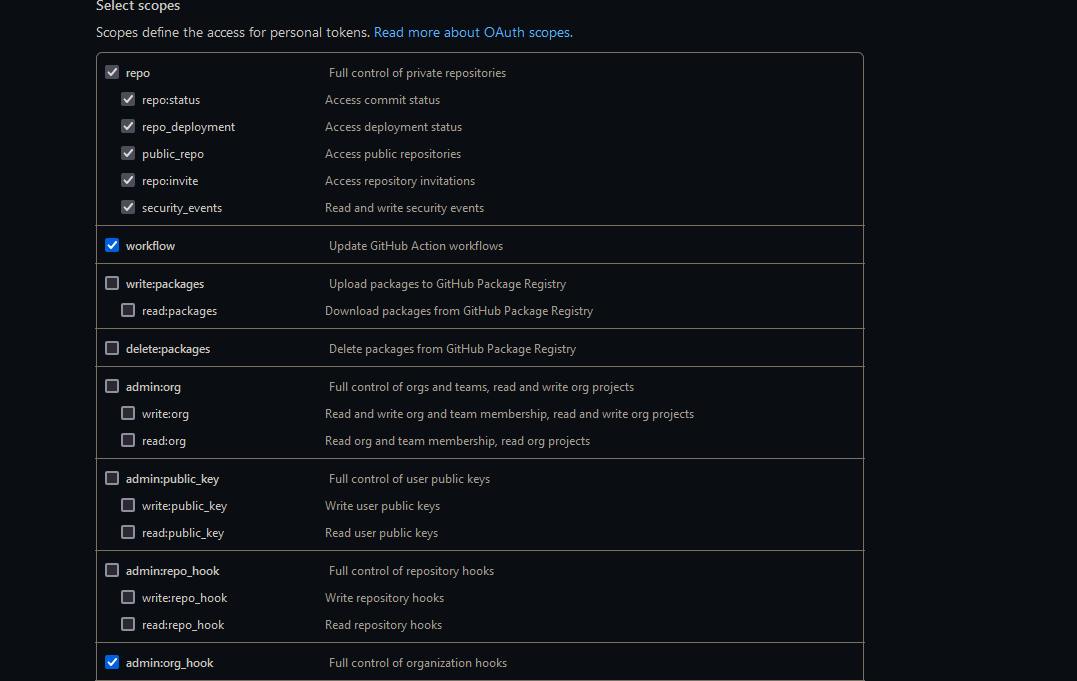 Select scopes
Scopes define the access for personal tokens. Read more about OAuth scopes.
repo Full control of private repositories
repo:status Access commit status
repo_deployment Access deployment status
public_repo Access public repositories
repo:invite Access repository invitations
security_events Read and write security events
workflow Update GitHub Action workflows
write:packages Upload packages to GitHub Package Registry
read:packages Download packages from GitHub Package Registry
delete:packages Delete packages from GitHub Package Registry
admin:org Full control of orgs and teams, read and write org projects
write:org Read and write org and team membership, read and write org projects
read:org Read org and team membership, read org projects
admin:public_key Full control of user public keys
write:public_key Write user public keys
read:public_key Read user public keys
admin:repo_hook Full control of repository hooks
write:repo_hook Write repository hooks
read:repo_hook Read repository hooks
admin:org_hook Full control of organization hooks